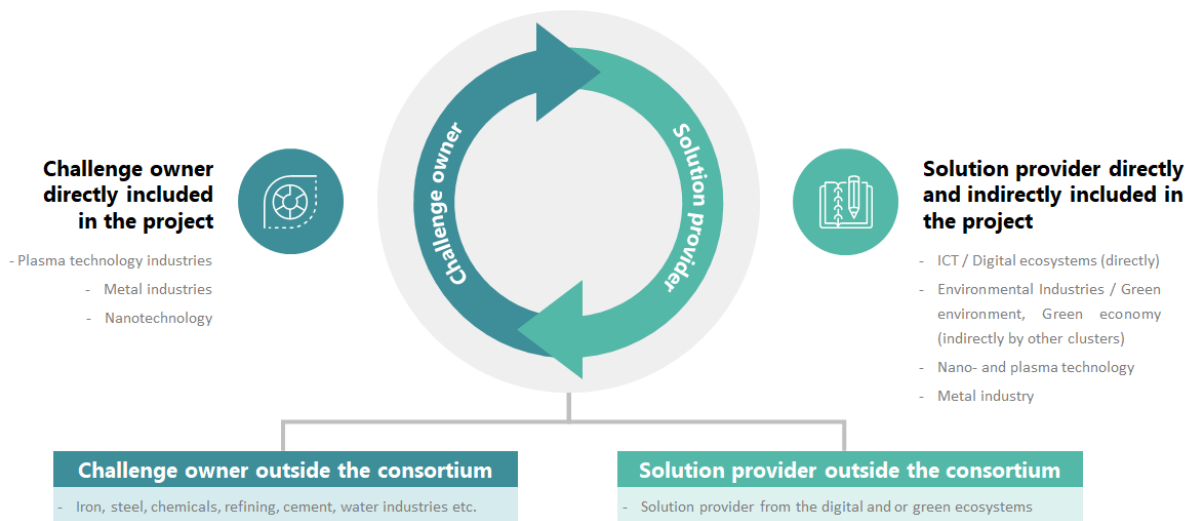 Challenge owner
directly included
in the project
- Plasma technology industries
- Metal industries
- Nanotechnology
Challenge owner
Solution provider
Solution provider directly
and indirectly included in
the project
- ICT / Digital ecosystems (directly)
- Environmental Industries / Green
environment, Green economy
(indirectly by other clusters)
- Nano- and plasma technology
- Metal industry
Challenge owner outside the consortium
- Iron, steel, chemicals, refining, cement, water industries etc.
Solution provider outside the consortium
- Solution provider from the digital and or green ecosystems